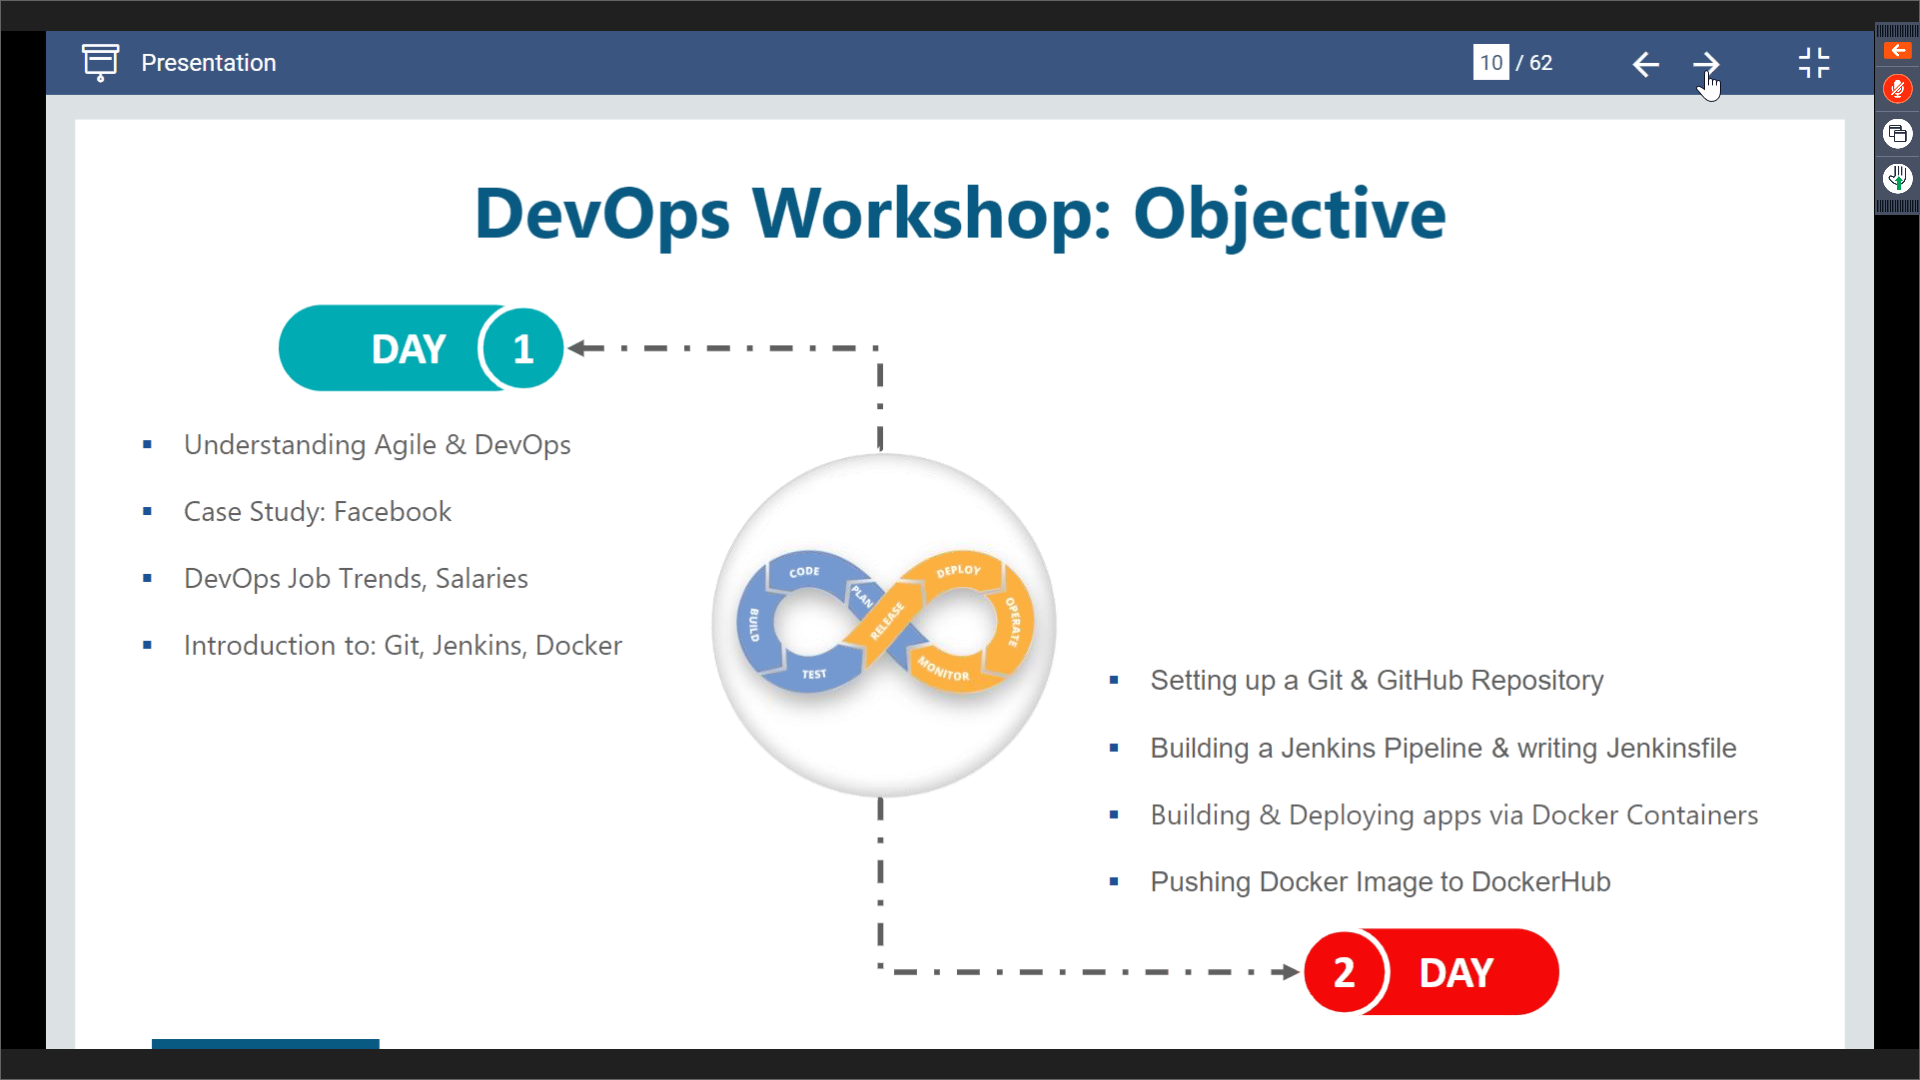 Presentation
10 / 62
DevOps Workshop: Objective
DAY 1
Understanding Agile & DevOps
Case Study: Facebook
DevOps Job Trends, Salaries
Introduction to: Git, Jenkins, Docker
CODE
PLAN
BUILD
TEST
RELEASE
DEPLOY
OPERATE
MONITOR
Setting up a Git & GitHub Repository
Building a Jenkins Pipeline & writing Jenkinsfile
Building & Deploying apps via Docker Containers
Pushing Docker Image to DockerHub
2 DAY